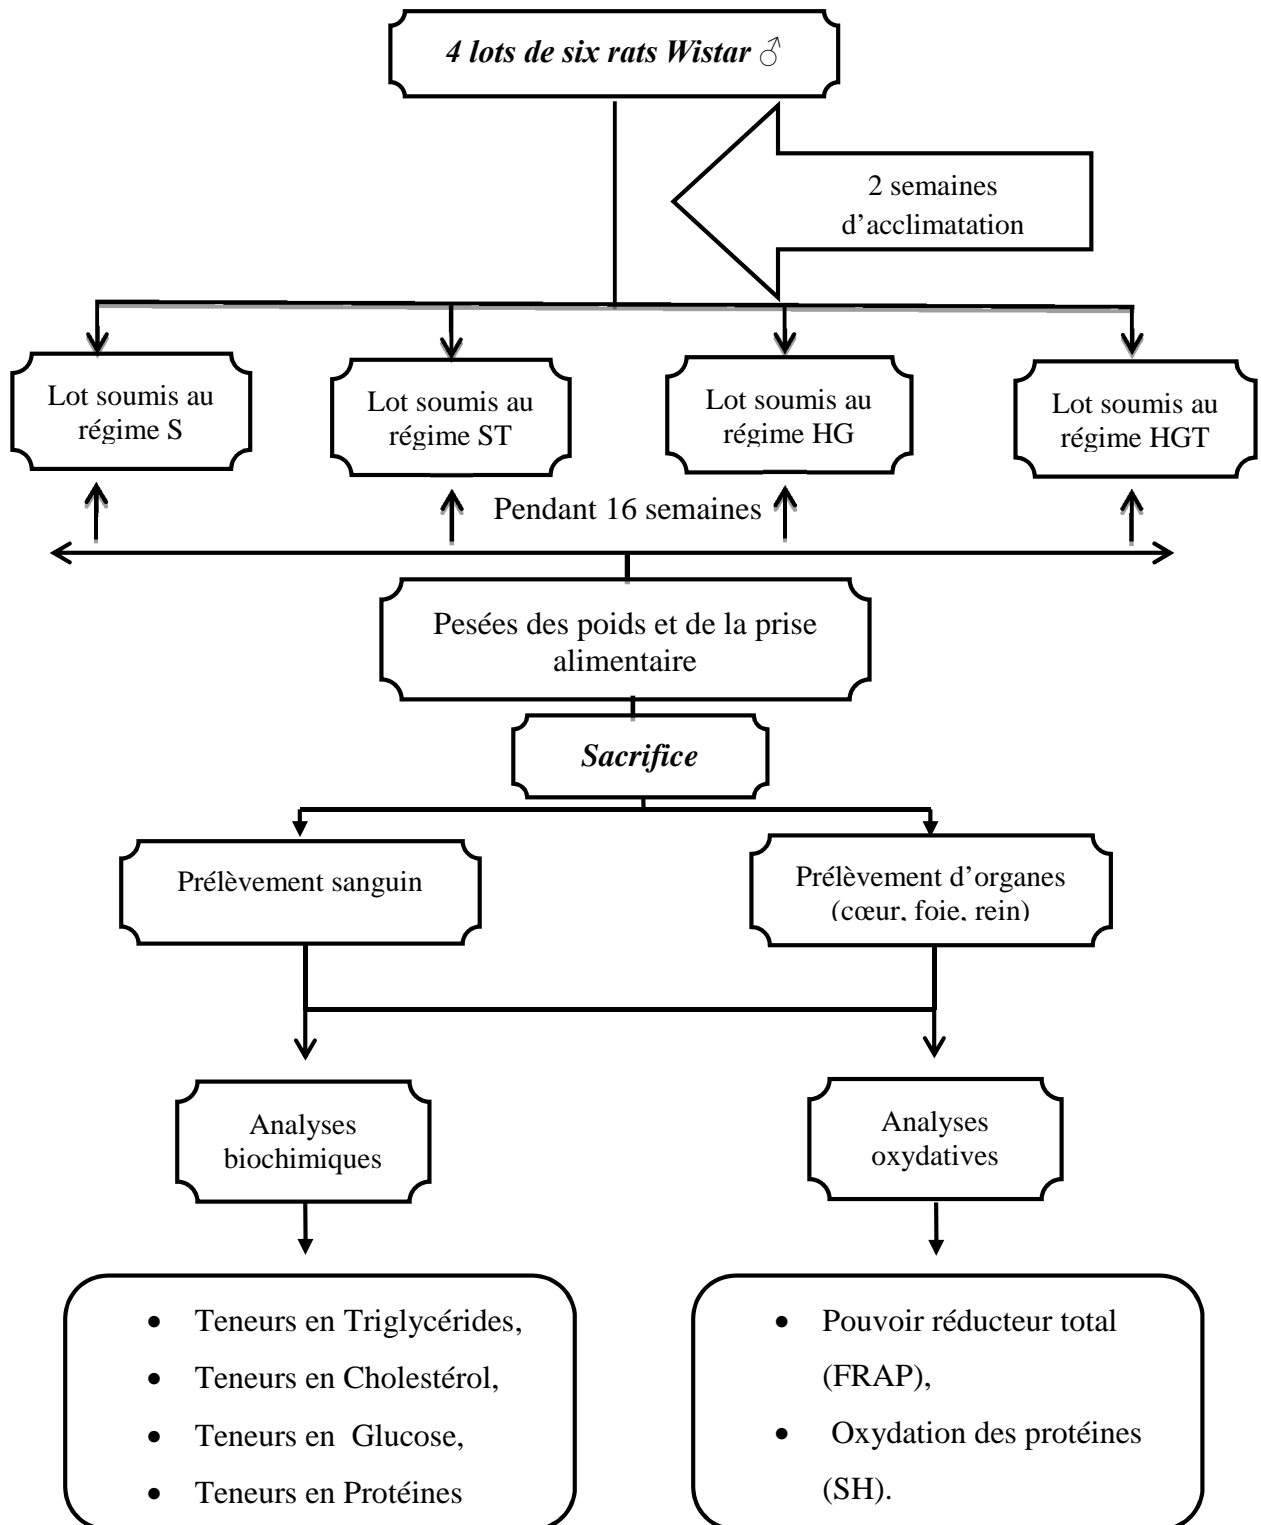 4 lots de six rats Wistar ♂
2 semaines
d’acclimatation
Lot soumis au
régime S
Lot soumis au
régime ST
Lot soumis au
régime HG
Lot soumis au
régime HGT
Pendant 16 semaines
Pesées des poids et de la prise
alimentaire
Sacrifice
Prélèvement sanguin
Prélèvement d’organes
(cœur, foie, rein)
Analyses
biochimiques
Analyses
oxydatives
• Teneurs en Triglycérides,
• Teneurs en Cholestérol,
• Teneurs en Glucose,
• Teneurs en Protéines
• Pouvoir réducteur total
(FRAP),
• Oxydation des protéines
(SH).